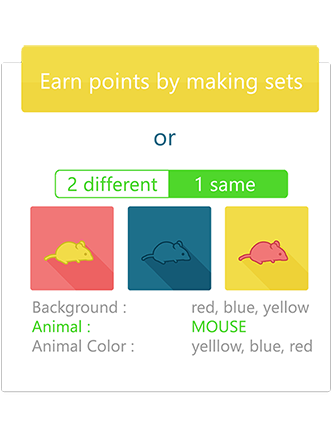 Earn points by making sets
or
2 different 1 same
Background : red, blue, yellow
Animal : MOUSE
Animal Color : yelllow, blue, red